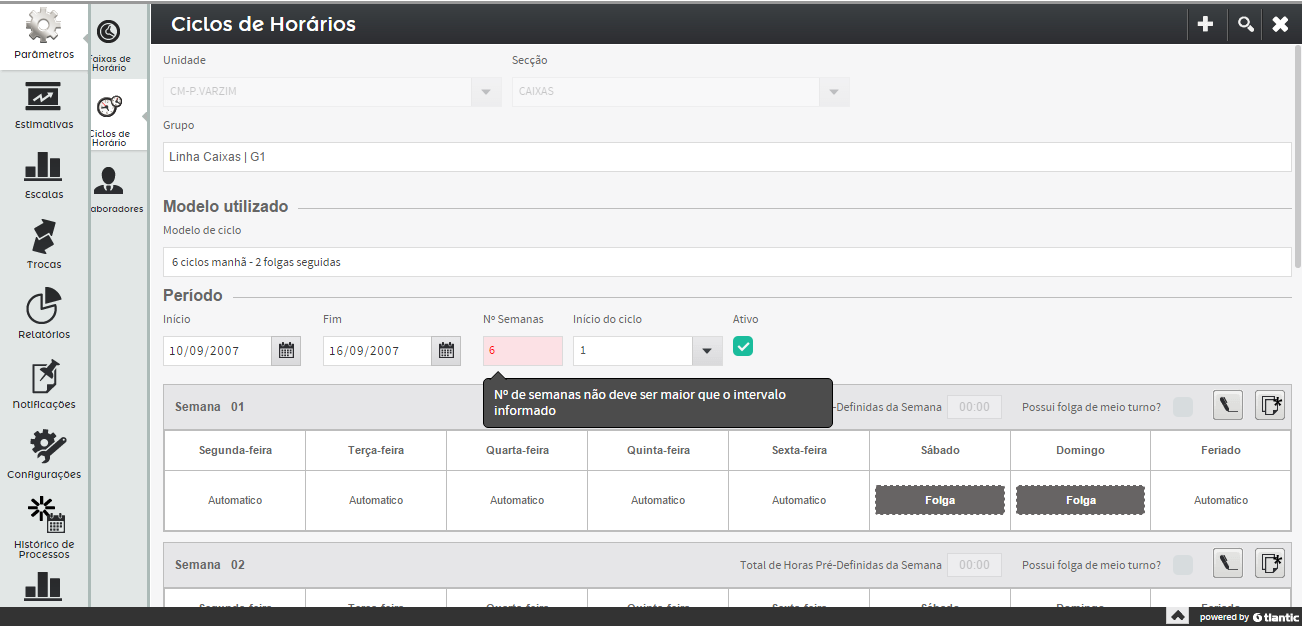 Parâmetros
Estimativas
Escalas
Trocas
Relatórios
Notificações
Configurações
Histórico de
Processos
aixas de
Horário
Ciclos de
Horário
aboradores
Ciclos de Horários
Unidade Secção
CM-P.VARZIM CAIXAS
Grupo
Linha Caixas | G1
Modelo utilizado
Modelo de ciclo
6 ciclos manhã - 2 folgas seguidas
Período
Início Fim Nº Semanas Início do ciclo Ativo
10/09/2007 16/09/2007 6 1
Nº de semanas não deve ser maior que o intervalo
informado
Semana 01 -Definidas da Semana 00:00 Possui folga de meio turno?
Segunda-feira Terça-feira Quarta-feira Quinta-feira Sexta-feira Sábado Domingo Feriado
Automatico Automatico Automatico Automatico Automatico Folga Folga Automatico
Semana 02 Total de Horas Pré-Definidas da Semana 00:00 Possui folga de meio turno?
Segunda-feira Terça-feira Quarta-feira Quinta-feira Sexta-feira Sábado Domingo Feriado
powered by tlantic